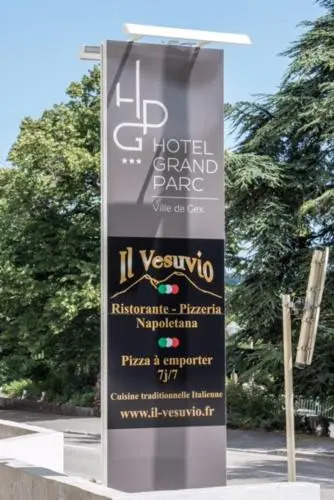 HPG
***
HOTEL
GRAND
PARC
Ville de Gex
Il Vesuvio
Ristorante - Pizzeria
Napoletana
Pizza à emporter
7j/7
Cuisine traditionnelle Italienne
www.il-vesuvio.fr